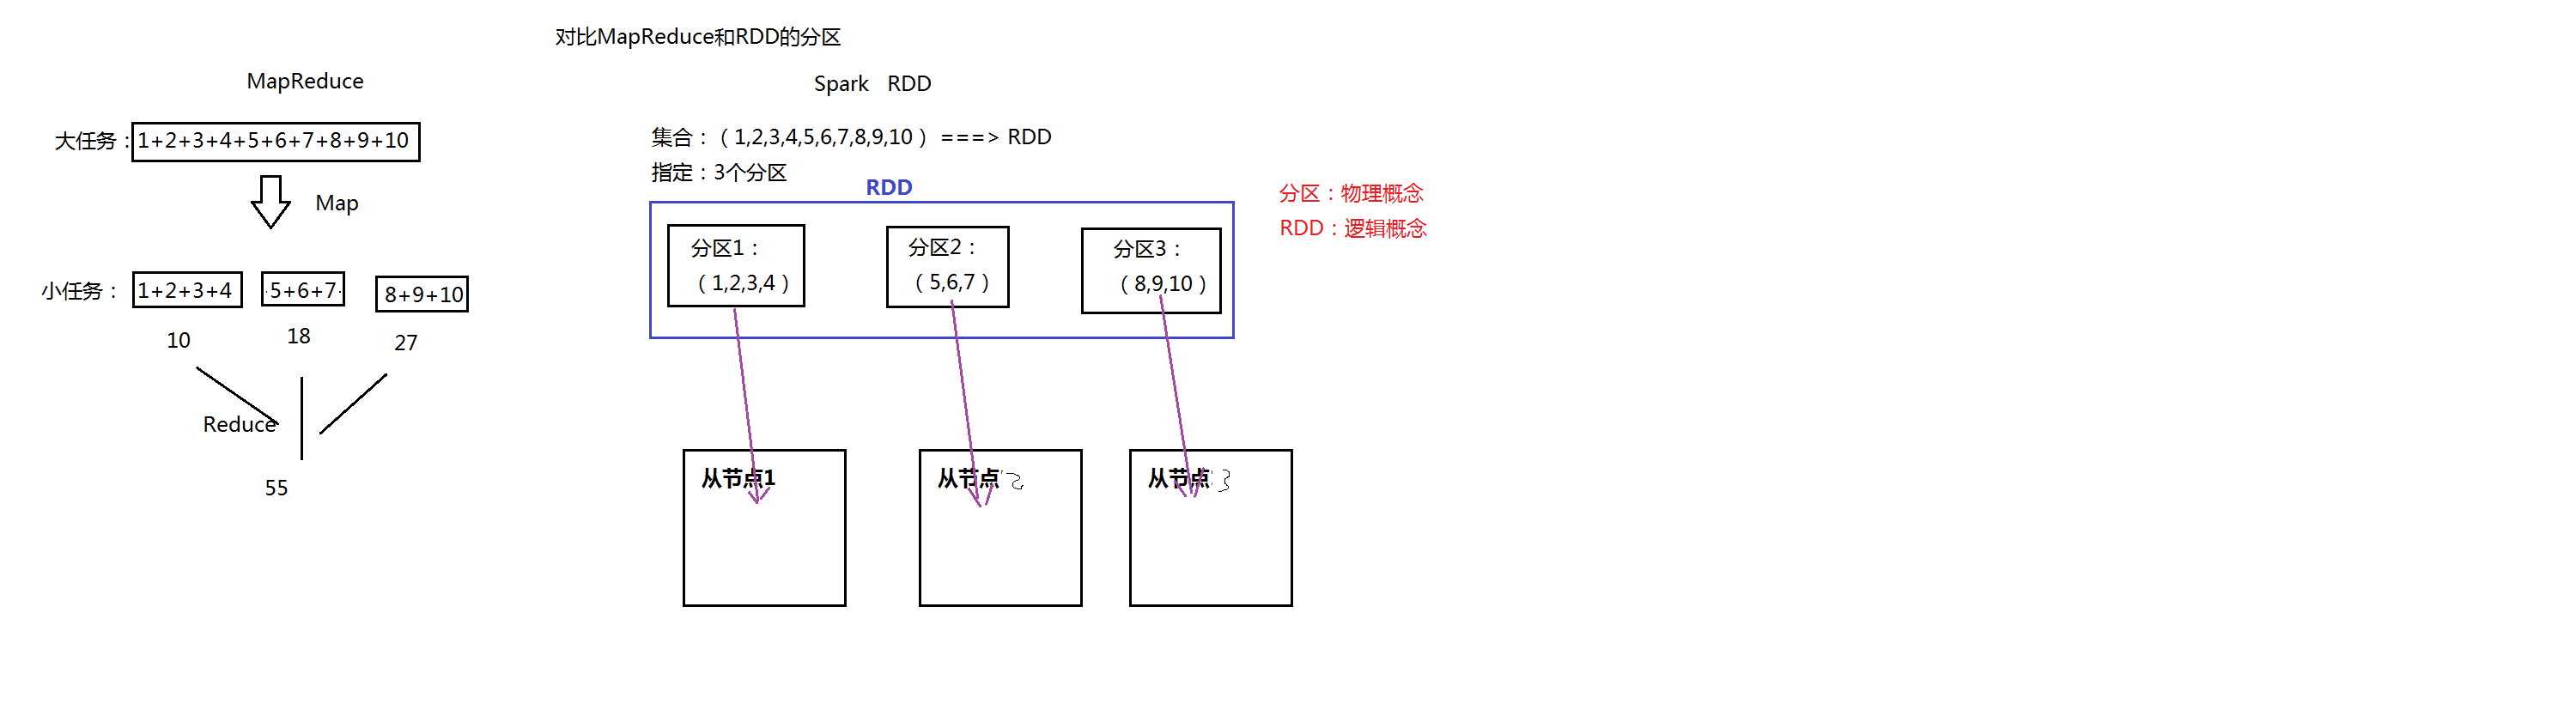 对比MapReduce和RDD的分区
MapReduce
大任务：1+2+3+4+5+6+7+8+9+10
Map
小任务：1+2+3+4 5+6+7 8+9+10
10 18 27
Reduce
55
Spark RDD
集合：（1,2,3,4,5,6,7,8,9,10）===> RDD
指定：3个分区
RDD
分区1：
（1,2,3,4）
分区2：
（5,6,7）
分区3：
（8,9,10）
分区：物理概念
RDD：逻辑概念
从节点1
从节点2
从节点3